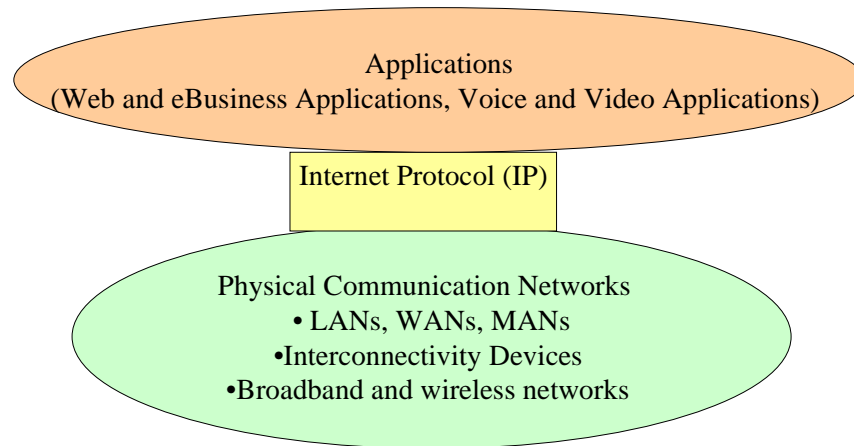 Applications
(Web and eBusiness Applications, Voice and Video Applications)
Internet Protocol (IP)
Physical Communication Networks
• LANs, WANs, MANs
•Interconnectivity Devices
•Broadband and wireless networks